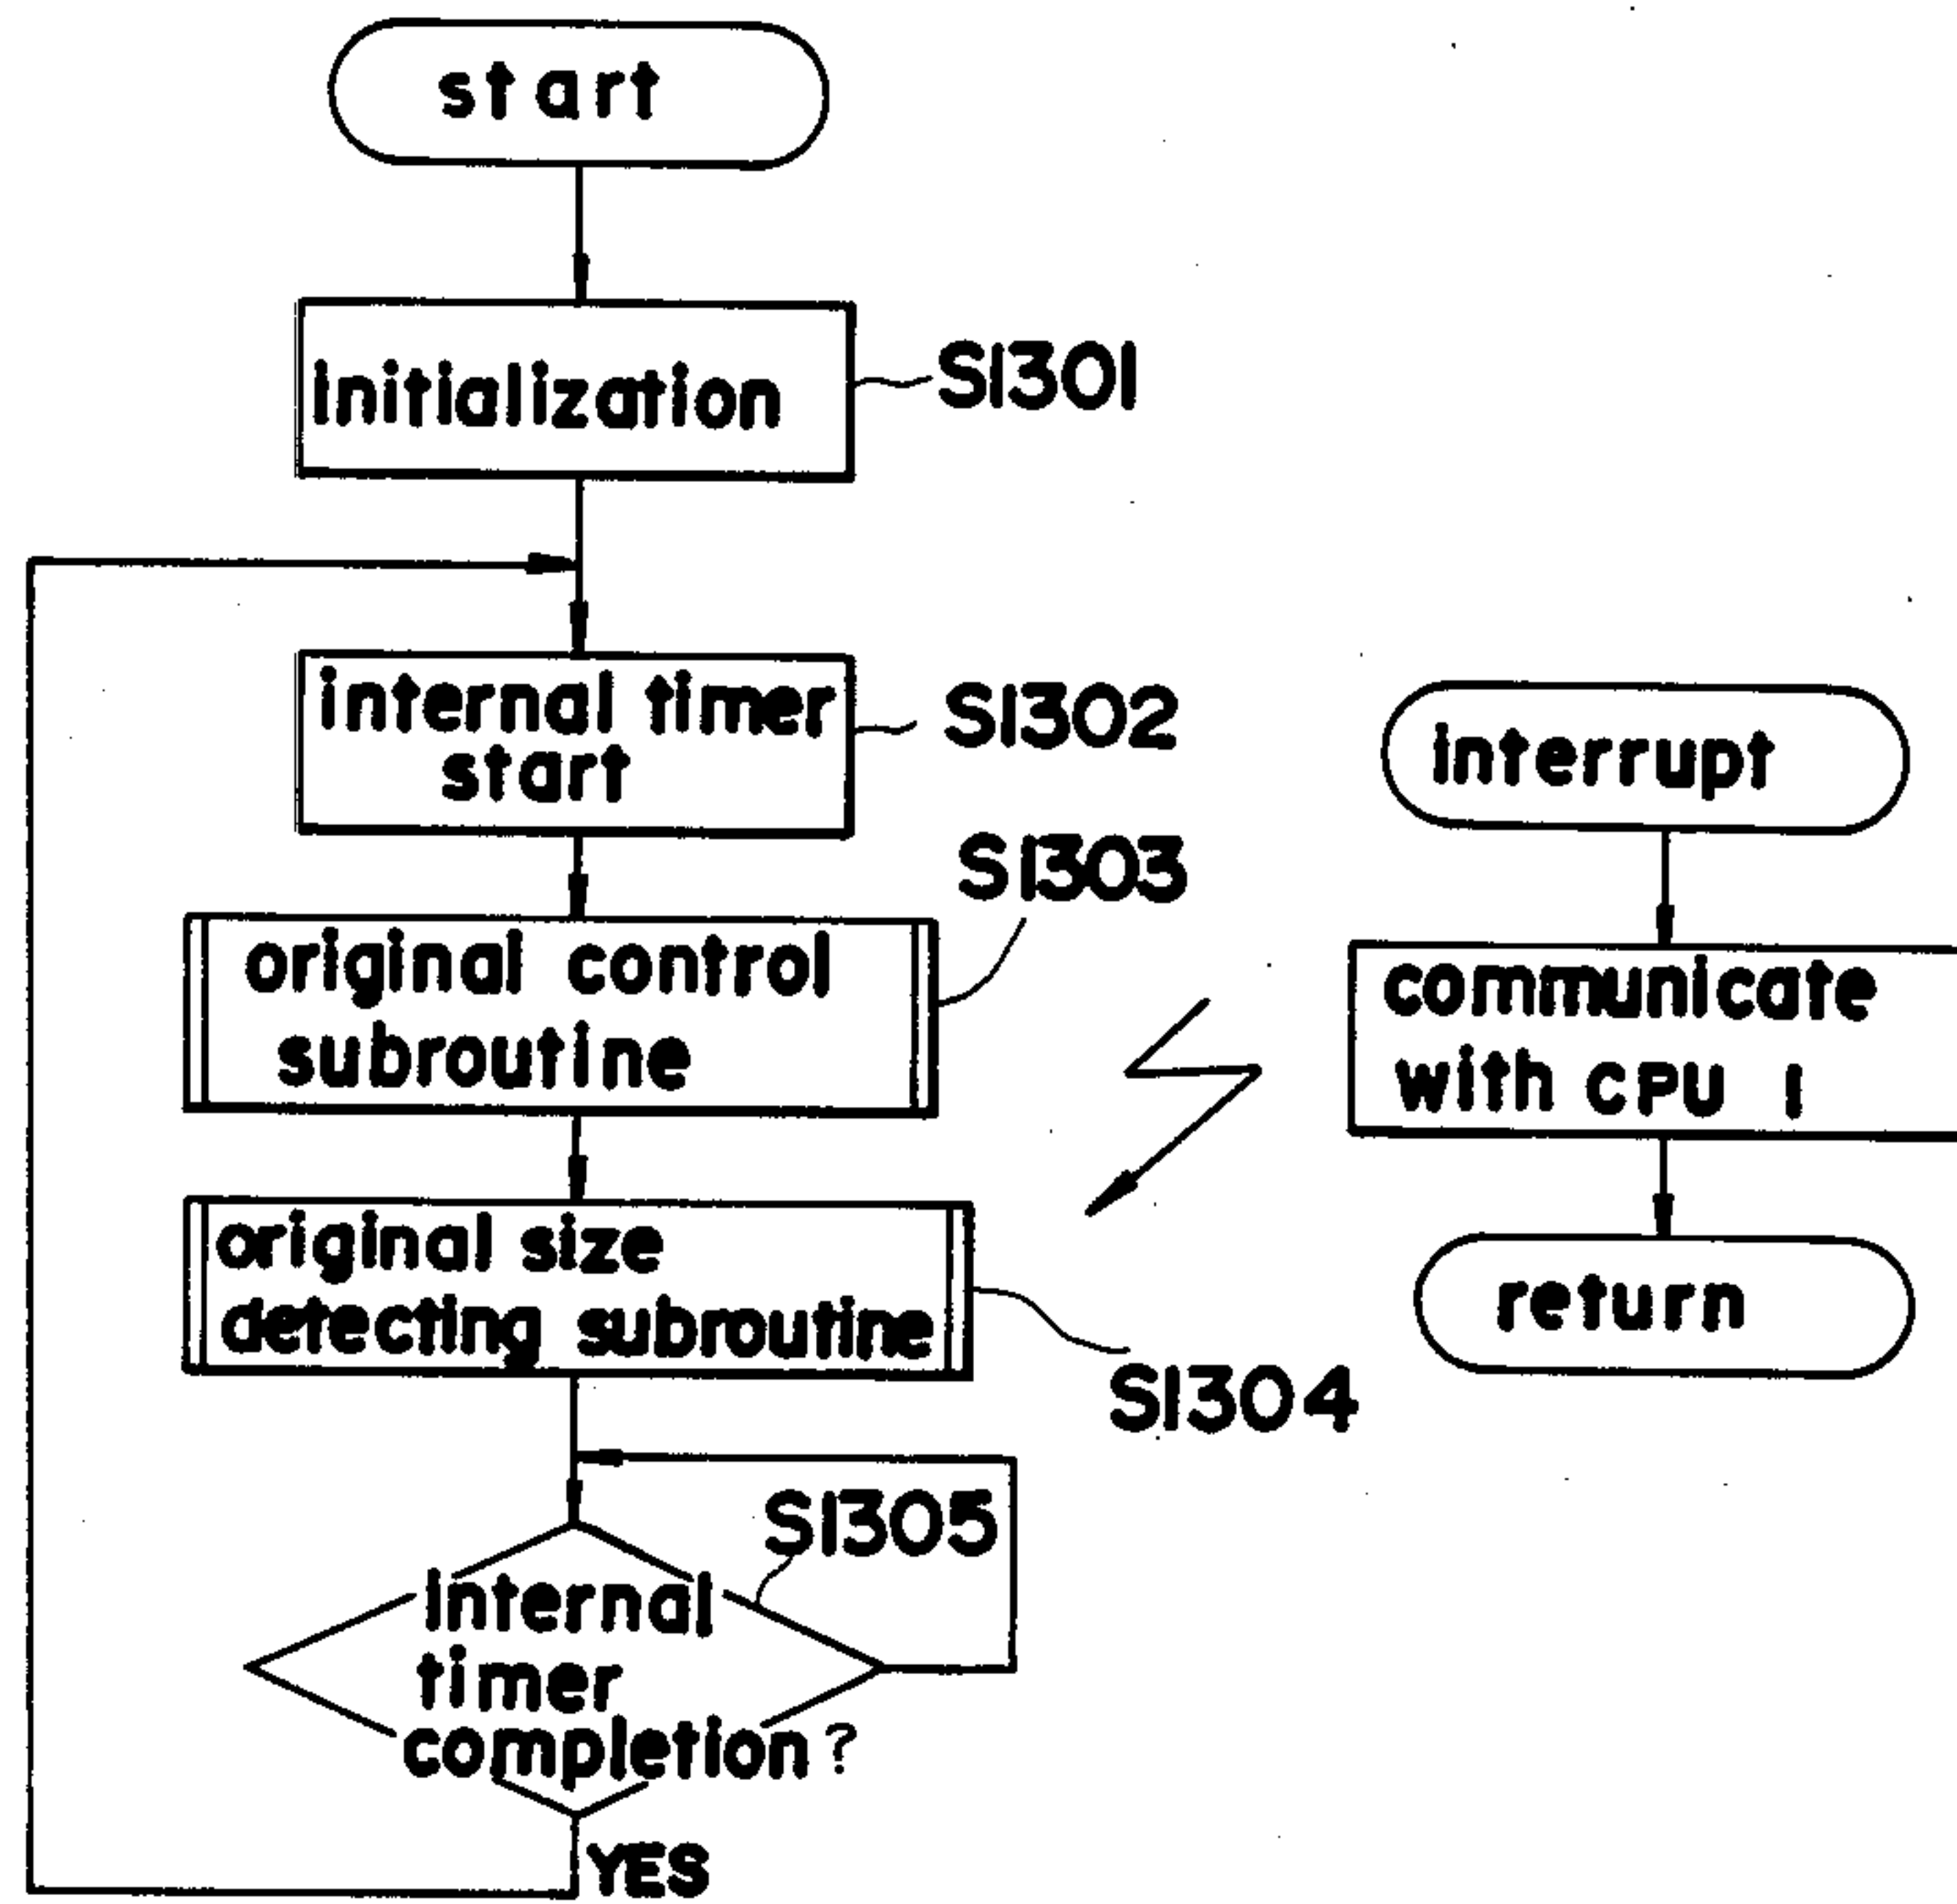 start
initialization
S1301
internal timer
start
S1302
original control
subroutine
S1303
original size
detecting subroutine
S1304
internal
timer
completion?
S1305
YES
interrupt
communicate
with CPU 1
return